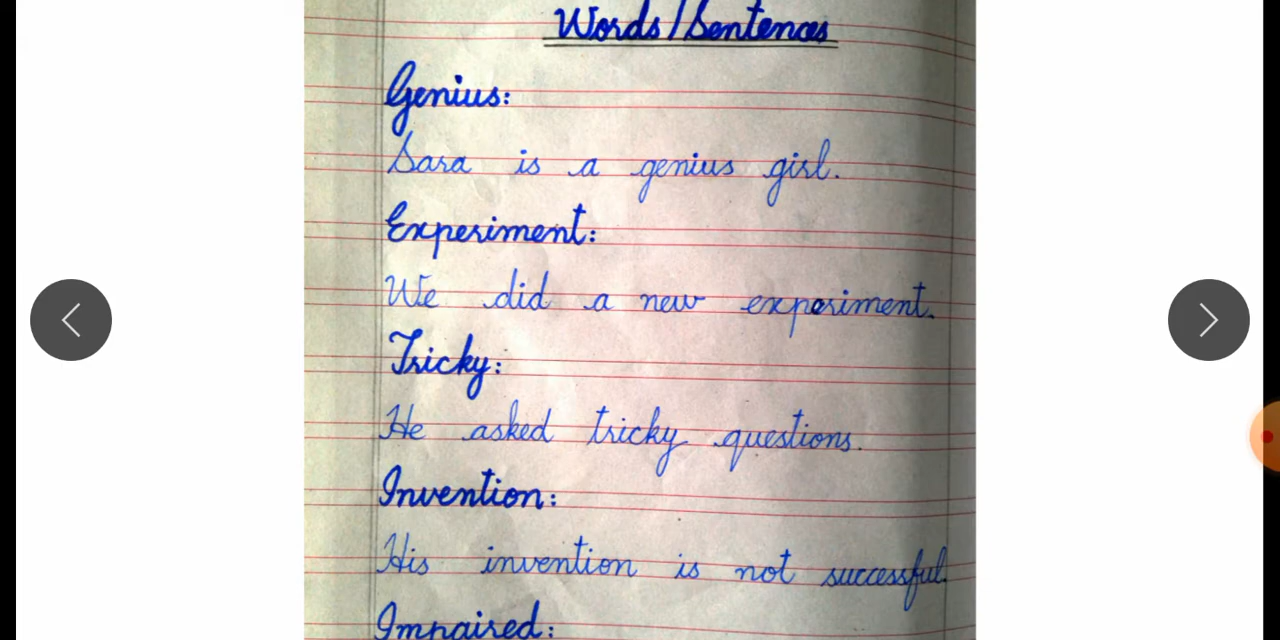 Words/Sentences
Genius:
Sara is a genius girl.
Experiment:
We did a new experiment.
Tricky:
He asked tricky questions.
Invention:
His invention is not successful.
Impaired: